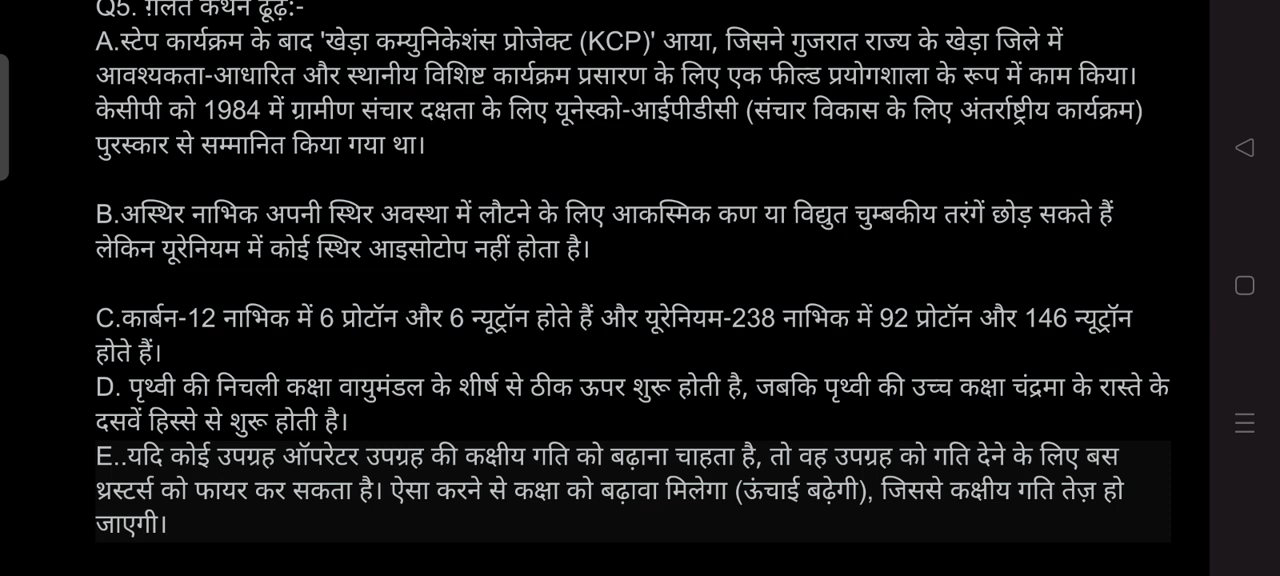 Q5. ग़लत कथन ढूढ़:-
A.स्टेप कार्यक्रम के बाद 'खेड़ा कम्युनिकेशंस प्रोजेक्ट (KCP)' आया, जिसने गुजरात राज्य के खेड़ा जिले में
आवश्यकता-आधारित और स्थानीय विशिष्ट कार्यक्रम प्रसारण के लिए एक फील्ड प्रयोगशाला के रूप में काम किया।
केसीपी को 1984 में ग्रामीण संचार दक्षता के लिए यूनेस्को-आईपीडीसी (संचार विकास के लिए अंतर्राष्ट्रीय कार्यक्रम)
पुरस्कार से सम्मानित किया गया था।
B.अस्थिर नाभिक अपनी स्थिर अवस्था में लौटने के लिए आकस्मिक कण या विद्युत चुम्बकीय तरंगें छोड़ सकते हैं
लेकिन यूरेनियम में कोई स्थिर आइसोटोप नहीं होता है।
C.कार्बन-12 नाभिक में 6 प्रोटॉन और 6 न्यूट्रॉन होते हैं और यूरेनियम-238 नाभिक में 92 प्रोटॉन और 146 न्यूट्रॉन
होते हैं।
D. पृथ्वी की निचली कक्षा वायुमंडल के शीर्ष से ठीक ऊपर शुरू होती है, जबकि पृथ्वी की उच्च कक्षा चंद्रमा के रास्ते के
दसवें हिस्से से शुरू होती है।
E..यदि कोई उपग्रह ऑपरेटर उपग्रह की कक्षीय गति को बढ़ाना चाहता है, तो वह उपग्रह को गति देने के लिए बस
थ्रस्टर्स को फायर कर सकता है। ऐसा करने से कक्षा को बढ़ावा मिलेगा (ऊंचाई बढ़ेगी), जिससे कक्षीय गति तेज़ हो
जाएगी।